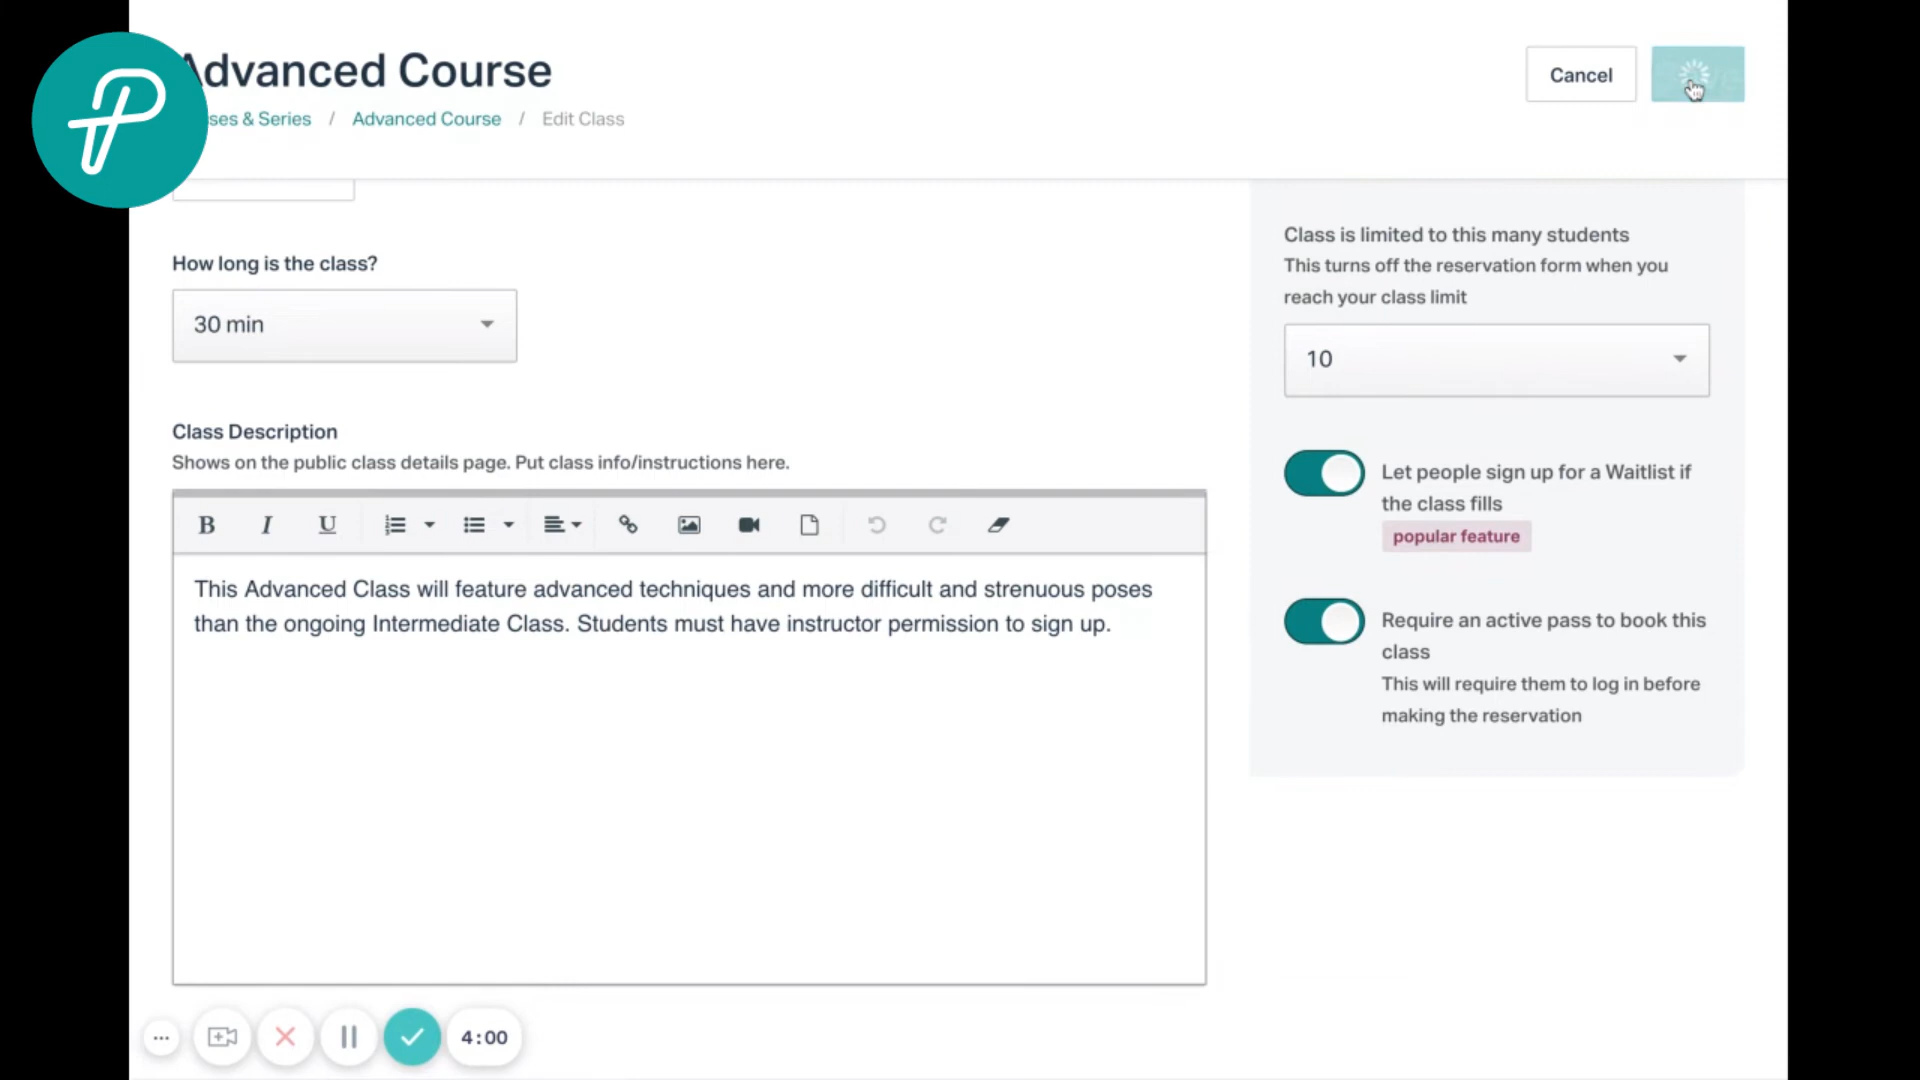 Advanced Course
Cancel
ses & Series / Advanced Course / Edit Class
How long is the class?
30 min
Class Description
Shows on the public class details page. Put class info/instructions here.
B I U
This Advanced Class will feature advanced techniques and more difficult and strenuous poses
than the ongoing Intermediate Class. Students must have instructor permission to sign up.
Class is limited to this many students
This turns off the reservation form when you
reach your class limit
10
Let people sign up for a Waitlist if
the class fills
popular feature
Require an active pass to book this
class
This will require them to log in before
making the reservation
4:00